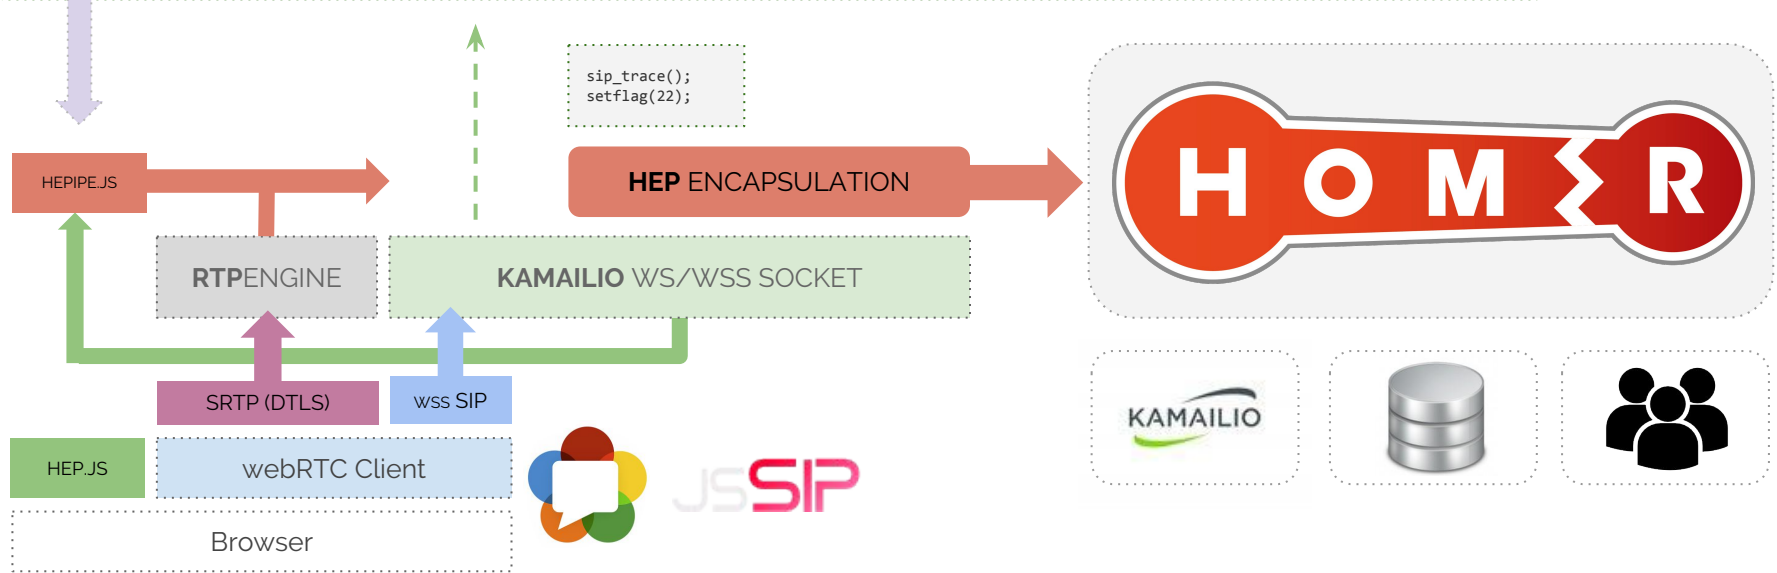 sip_trace();
setflag(22);
HEPIPE.JS
HEP ENCAPSULATION
HOMER
RTPENGINE
KAMAILIO WS/WSS SOCKET
SRTP (DTLS)
wss SIP
KAMAILIO
HEP.JS
webRTC Client
JSSIP
Browser